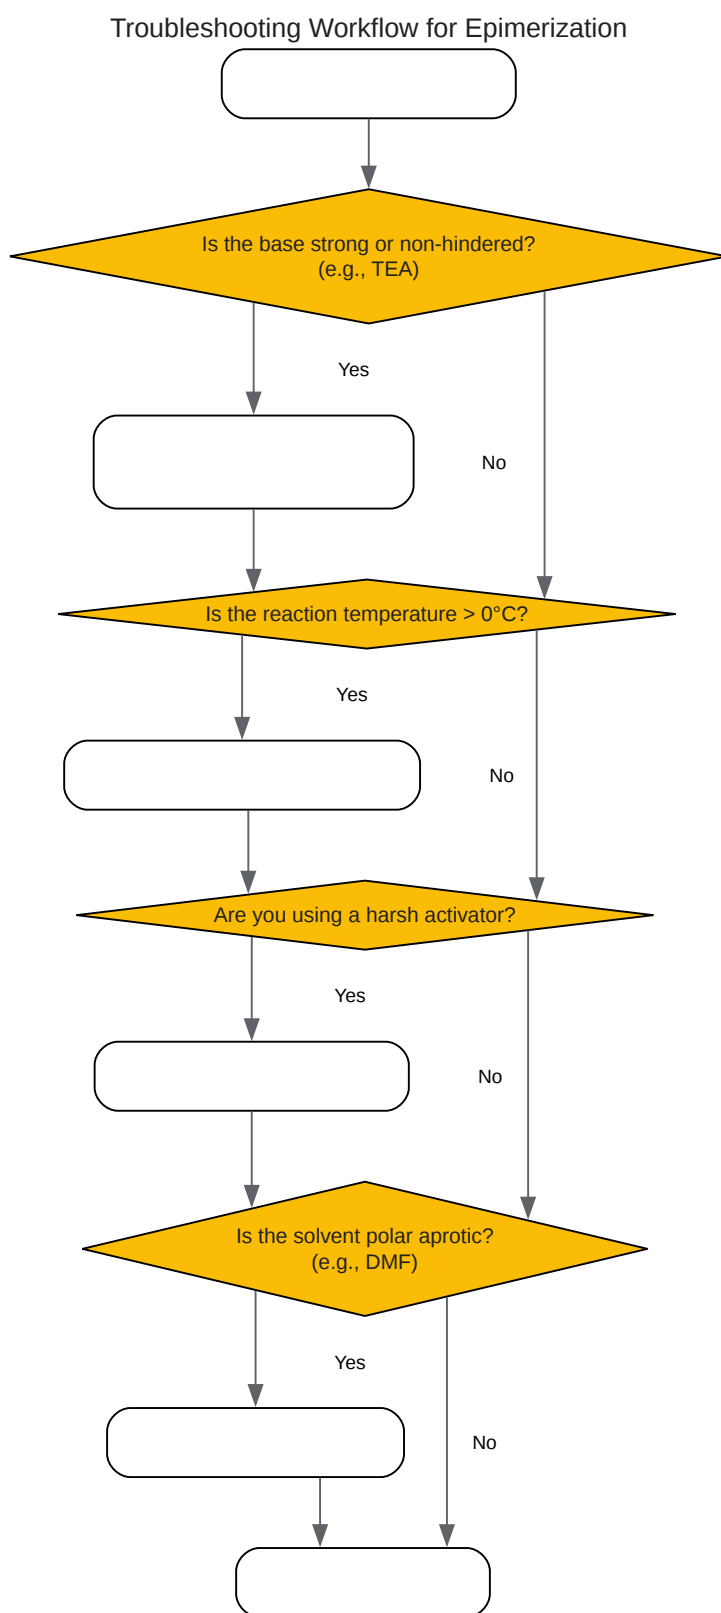 Troubleshooting Workflow for Epimerization
Is the base strong or non-hindered?
(e.g., TEA)
Yes
No
Is the reaction temperature > 0°C?
Yes
No
Are you using a harsh activator?
Yes
No
Is the solvent polar aprotic?
(e.g., DMF)
Yes
No